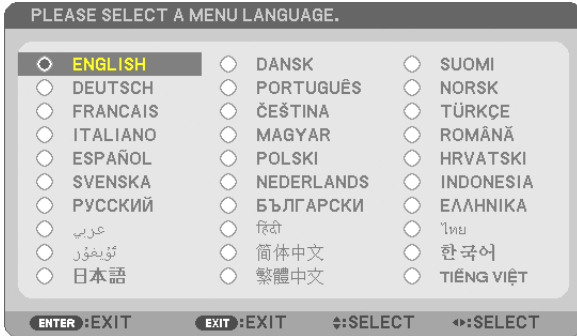 PLEASE SELECT A MENU LANGUAGE.
ENGLISH DANSK SUOMI
DEUTSCH PORTUGUÊS NORSK
FRANCAIS ČEŠTINA TÜRKÇE
ITALIANO MAGYAR ROMÂNĂ
ESPAÑOL POLSKI HRVATSKI
SVENSKA NEDERLANDS INDONESIA
РУССКИЙ БЪЛГАРСКИ ΕΛΛΗΝΙΚΑ
عربي हिंदी ไทย
ئۇيغۇر 简体中文 한국어
日本語 繁體中文 TIẾNG VIỆT
ENTER :EXIT EXIT :EXIT :SELECT :SELECT